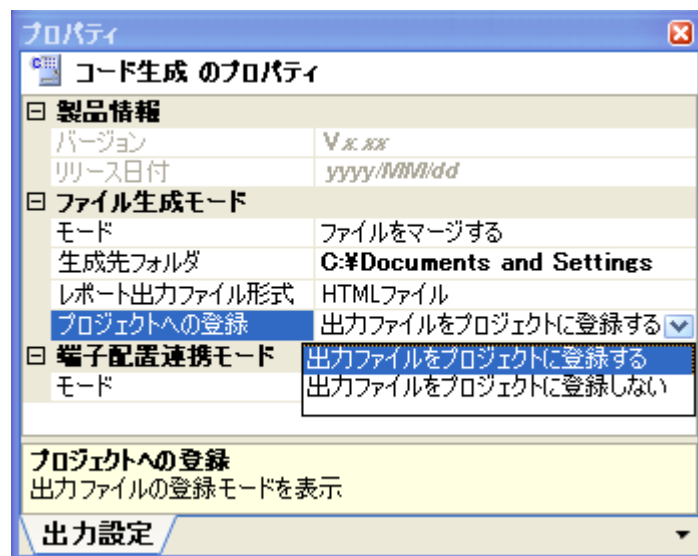 プロパティ
コード生成 のプロパティ
製品情報
バージョン Vx.xx
リリース日付 yyyy/MM/dd
ファイル生成モード
モード ファイルをマージする
生成先フォルダ C:¥Documents and Settings
レポート出力ファイル形式 HTMLファイル
プロジェクトへの登録 出力ファイルをプロジェクトに登録する
端子配置連携モード 出力ファイルをプロジェクトに登録する
モード 出力ファイルをプロジェクトに登録しない
プロジェクトへの登録
出力ファイルの登録モードを表示
出力設定